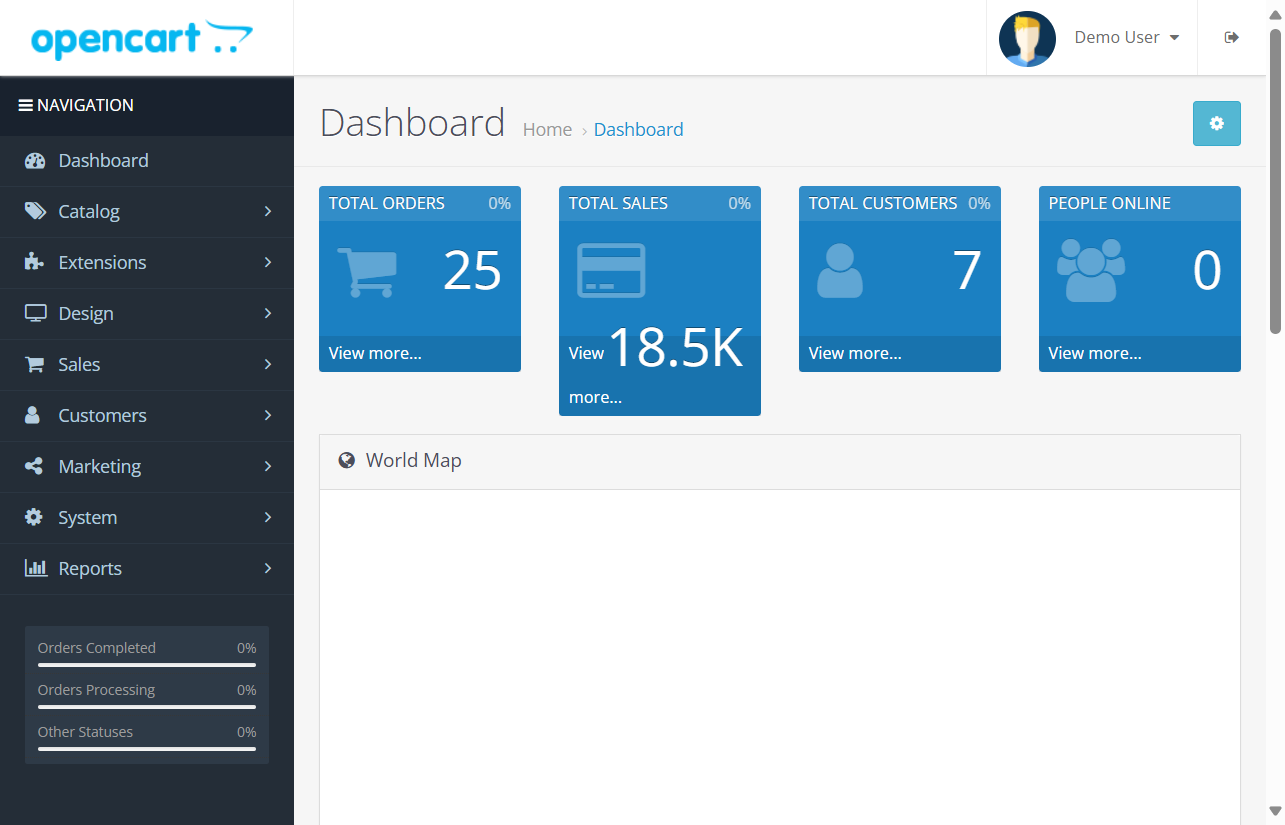 opencart
Demo User
NAVIGATION
Dashboard
Catalog
Extensions
Design
Sales
Customers
Marketing
System
Reports
Orders Completed 0%
Orders Processing 0%
Other Statuses 0%
Dashboard Home › Dashboard
TOTAL ORDERS 0%
25
View more...
TOTAL SALES 0%
18.5K
View more...
TOTAL CUSTOMERS 0%
7
View more...
PEOPLE ONLINE
0
View more...
World Map